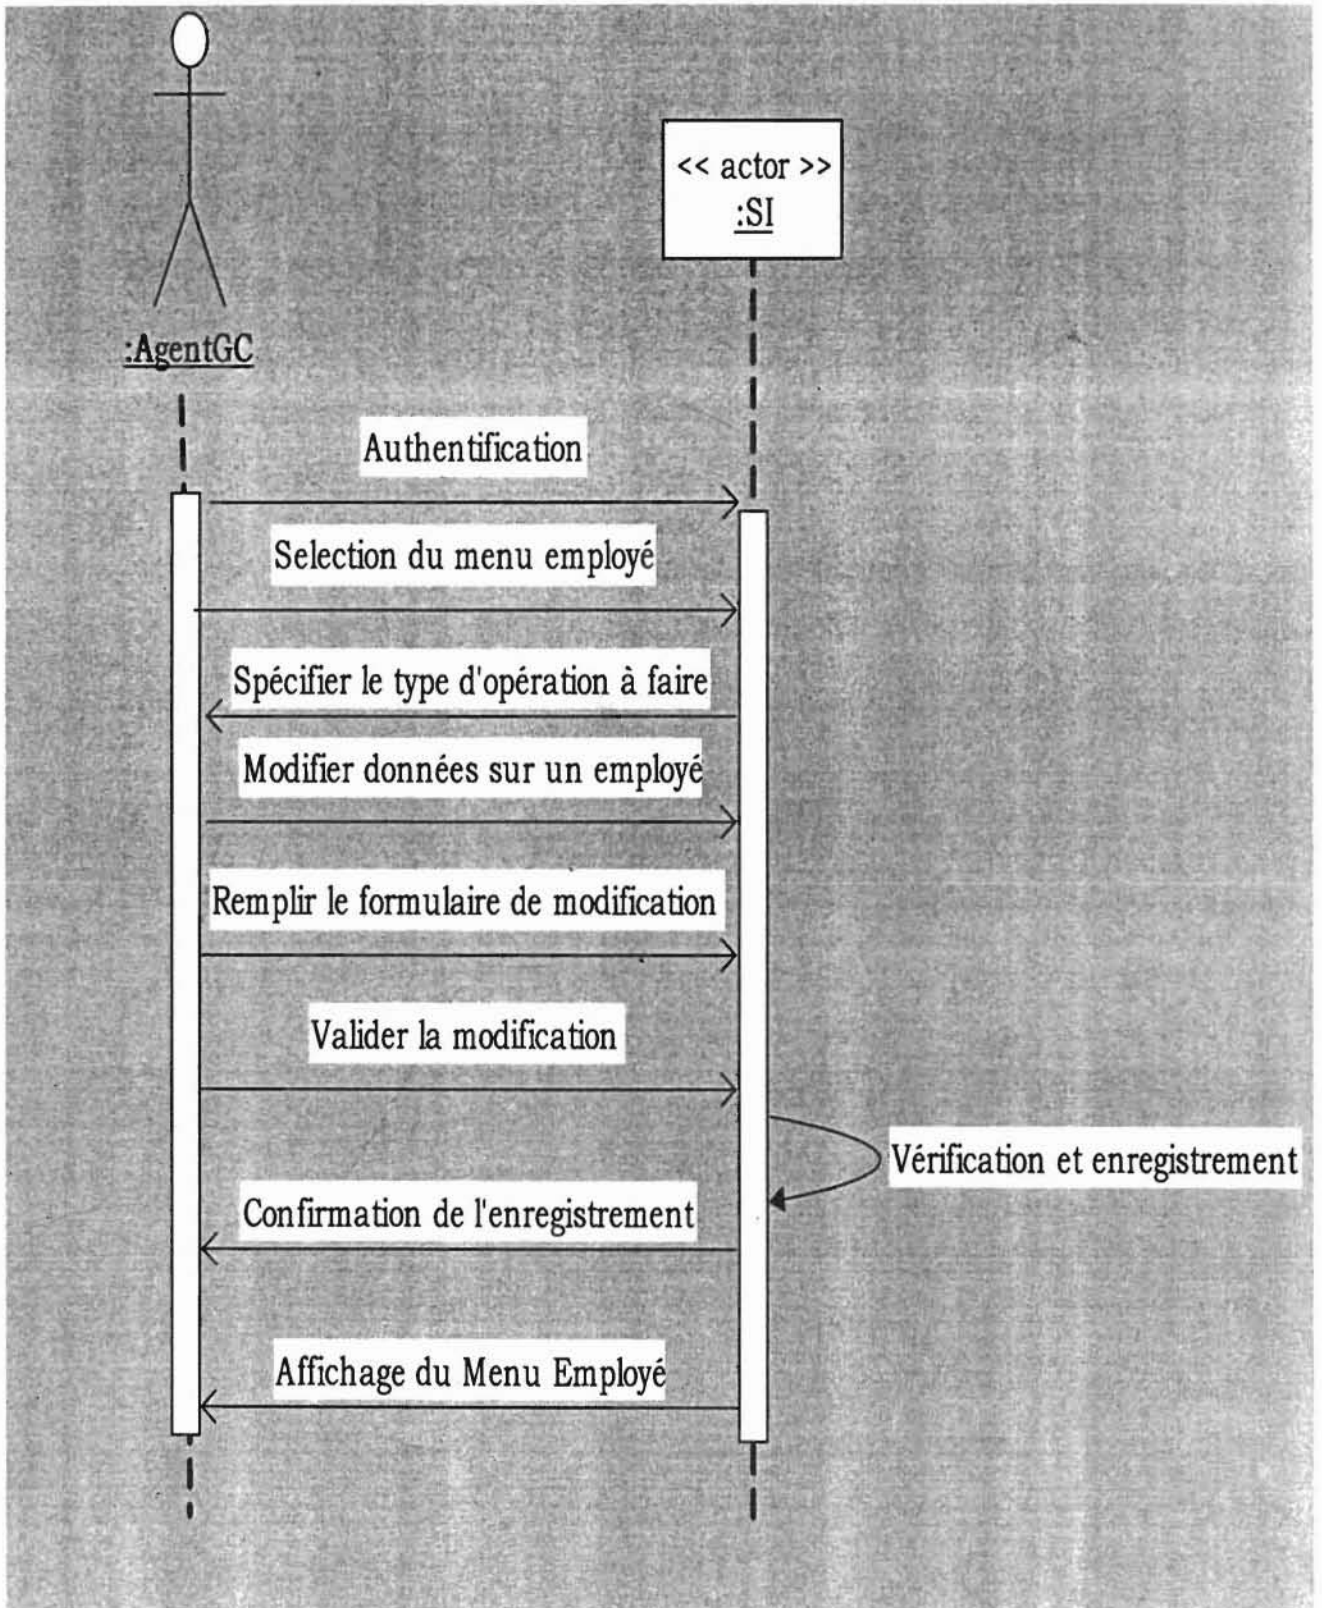 << actor >>
:SI
:AgentGC
Authentification
Selection du menu employé
Spécifier le type d'opération à faire
Modifier données sur un employé
Remplir le formulaire de modification
Valider la modification
Vérification et enregistrement
Confirmation de l'enregistrement
Affichage du Menu Employé